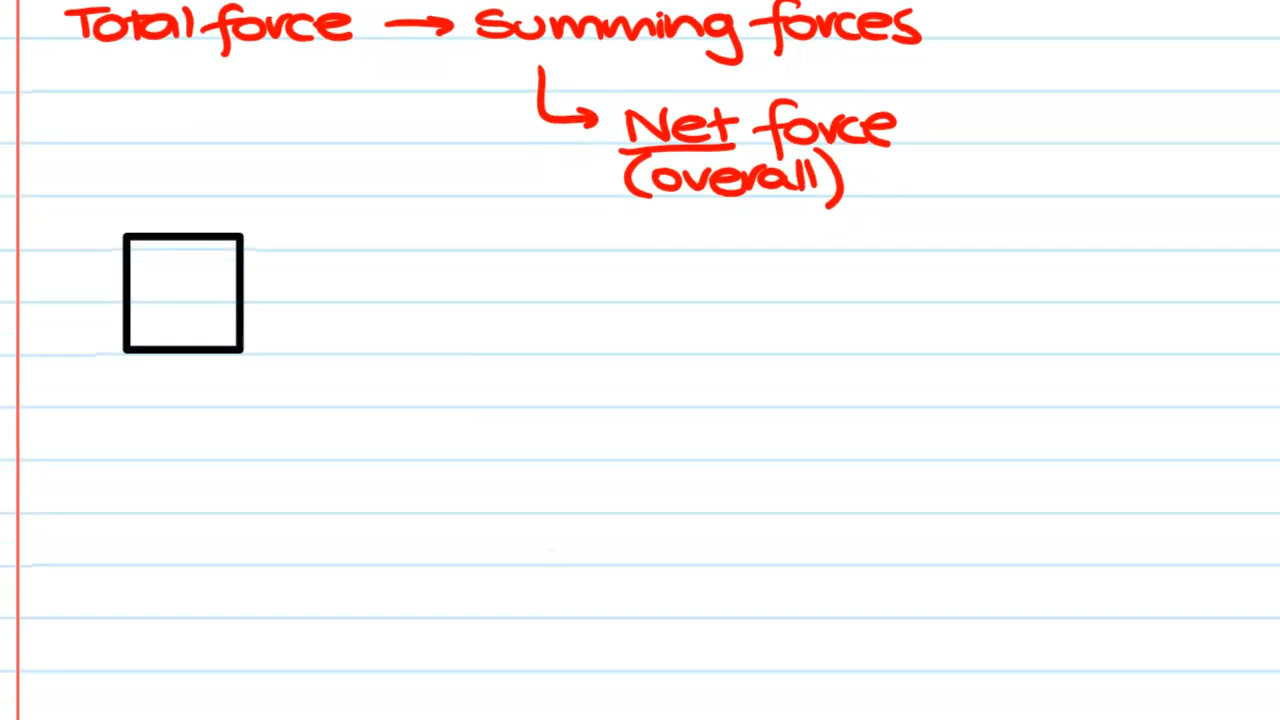 Total force → Summing forces
↳ Net force
(overall)